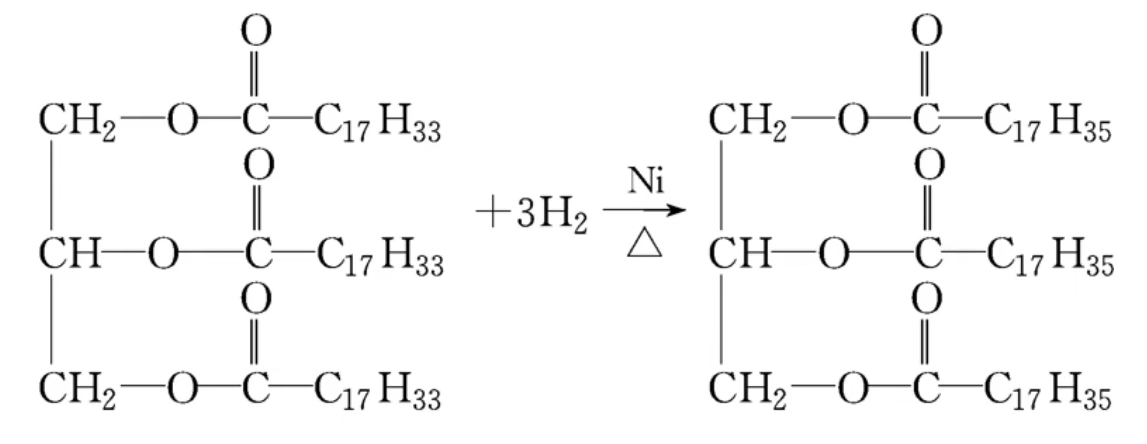 O O
CH₂—O—C—C₁₇H₃₃ CH₂—O—C—C₁₇H₃₅
O O
+3H₂ Ni △
CH—O—C—C₁₇H₃₃ CH—O—C—C₁₇H₃₅
O O
CH₂—O—C—C₁₇H₃₃ CH₂—O—C—C₁₇H₃₅